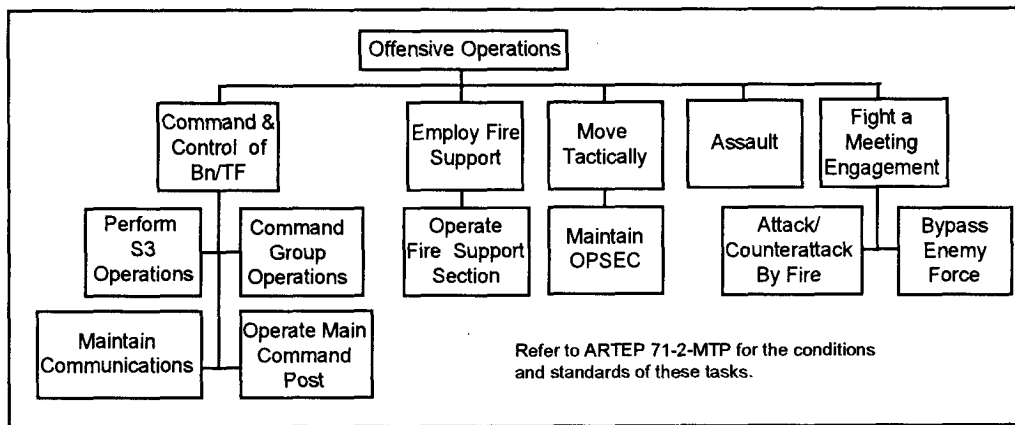 Offensive Operations
Command &
Control of
Bn/TF
Employ Fire
Support
Move
Tactically
Assault
Fight a
Meeting
Engagement
Perform
S3
Operations
Command
Group
Operations
Operate
Fire Support
Section
Maintain
OPSEC
Attack/
Counterattack
By Fire
Bypass
Enemy
Force
Maintain
Communications
Operate Main
Command
Post
Refer to ARTEP 71-2-MTP for the conditions
and standards of these tasks.